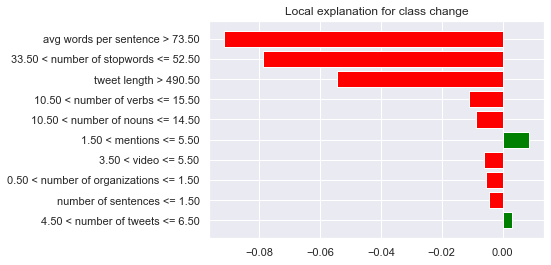 Local explanation for class change
avg words per sentence > 73.50
33.50 < number of stopwords <= 52.50
tweet length > 490.50
10.50 < number of verbs <= 15.50
10.50 < number of nouns <= 14.50
1.50 < mentions <= 5.50
3.50 < video <= 5.50
0.50 < number of organizations <= 1.50
number of sentences <= 1.50
4.50 < number of tweets <= 6.50
−0.08 −0.06 −0.04 −0.02 0.00